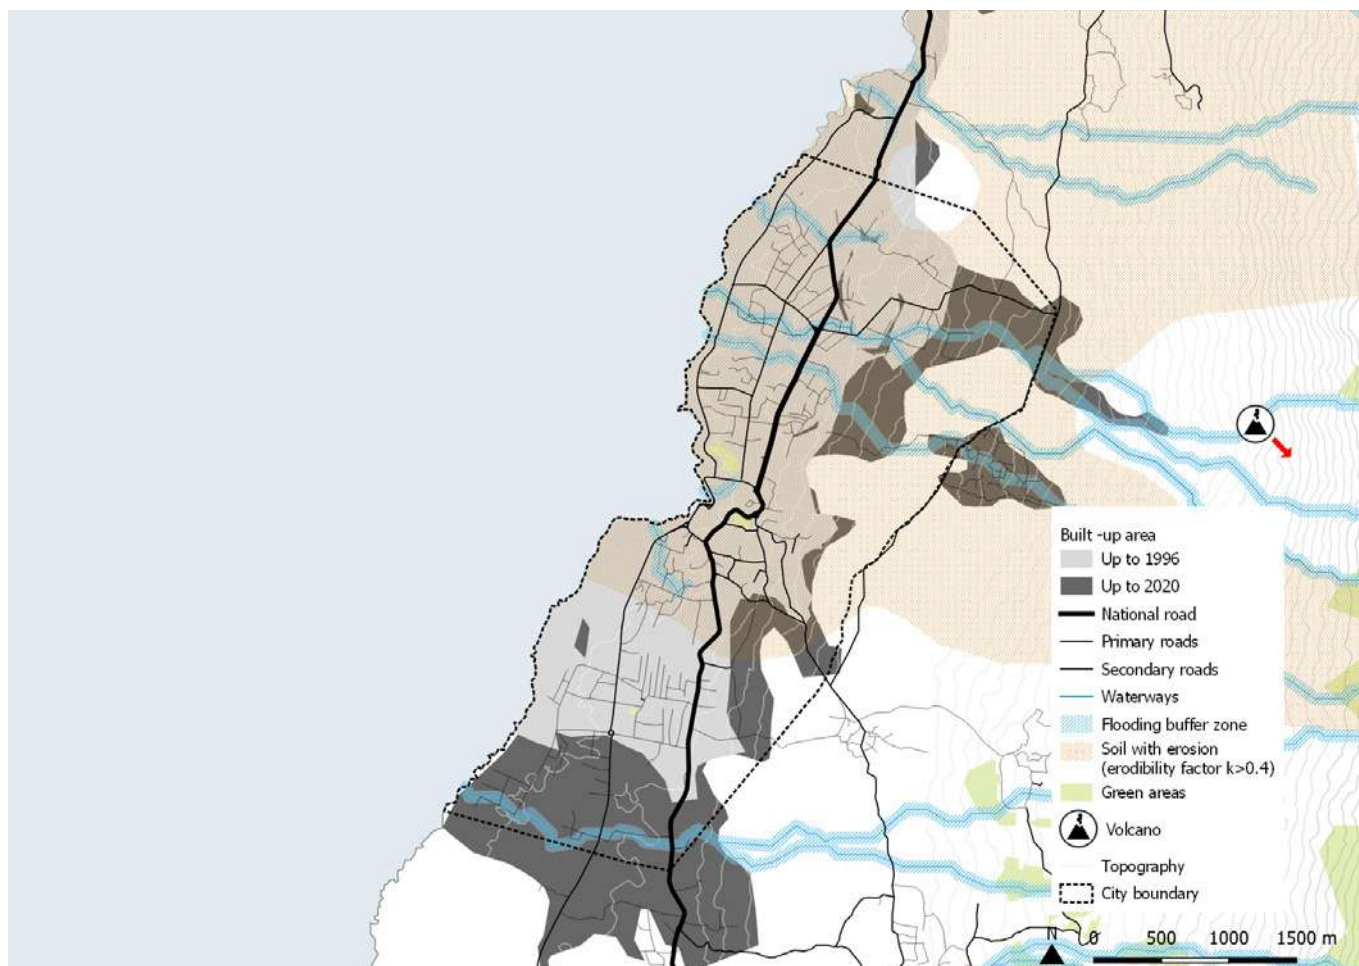 Built -up area
Up to 1996
Up to 2020
National road
Primary roads
Secondary roads
Waterways
Flooding buffer zone
Soil with erosion
(erodibility factor k>0.4)
Green areas
Volcano
Topography
City boundary
N 0 500 1000 1500 m